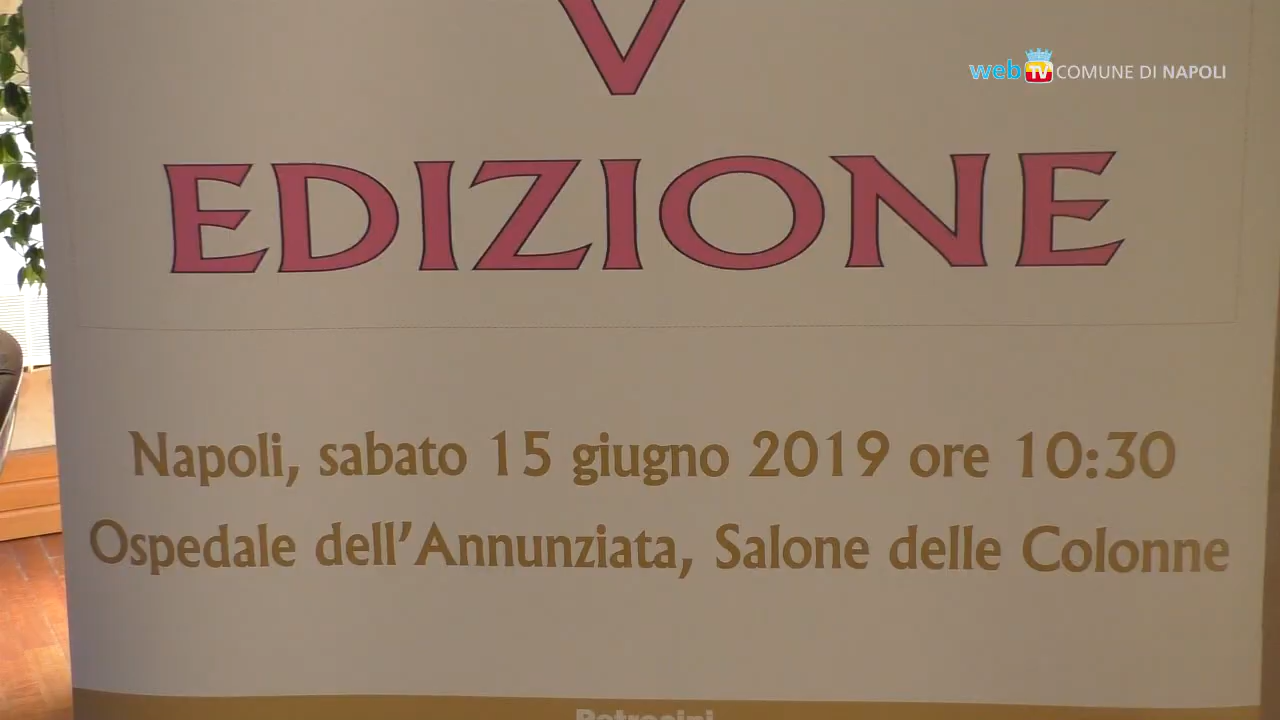 V
web TV COMUNE DI NAPOLI
EDIZIONE
Napoli, sabato 15 giugno 2019 ore 10:30
Ospedale dell'Annunziata, Salone delle Colonne